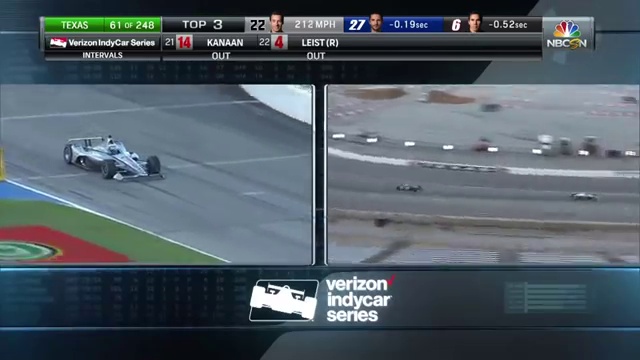 TEXAS 61 OF 248 TOP 3 22 212 MPH 27 -0.19SEC 6 -0.52SEC NBCSN
Verizon IndyCar Series 21 14 KANAAN 22 4 LEIST (R)
INTERVALS OUT OUT
verizon
indycar
series